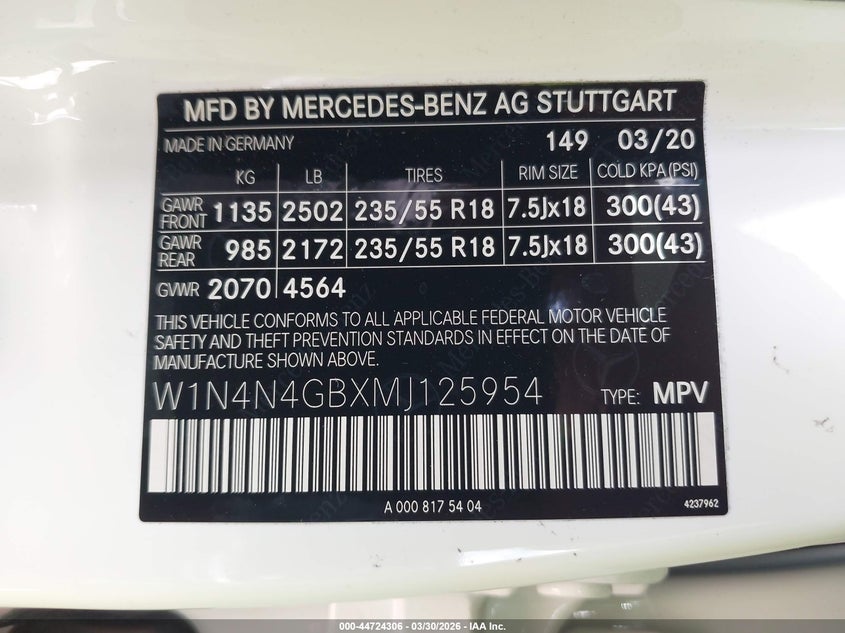 MFD BY MERCEDES-BENZ AG STUTTGART
MADE IN GERMANY 149 03/20
KG LB TIRES RIM SIZE COLD KPA (PSI)
GAWR FRONT 1135 2502 235/55 R18 7.5Jx18 300(43)
GAWR REAR 985 2172 235/55 R18 7.5Jx18 300(43)
GVWR 2070 4564
THIS VEHICLE CONFORMS TO ALL APPLICABLE FEDERAL MOTOR VEHICLE
SAFETY AND THEFT PREVENTION STANDARDS IN EFFECT ON THE DATE OF
MANUFACTURE SHOWN ABOVE.
W1N4N4GBXMJ125954 TYPE: MPV
A 000 817 54 04 4237962
000-44724306 | 03/30/2026 - IAA Inc.